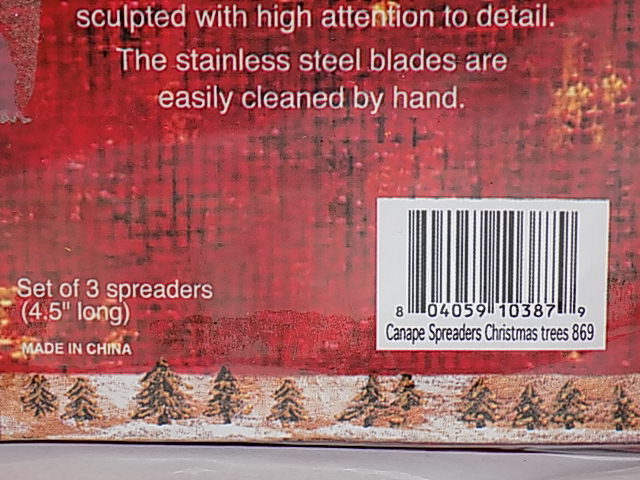 sculpted with high attention to detail.
The stainless steel blades are
easily cleaned by hand.
Set of 3 spreaders
(4.5" long)
MADE IN CHINA
8 04059 10387 9
Canape Spreaders Christmas trees 869